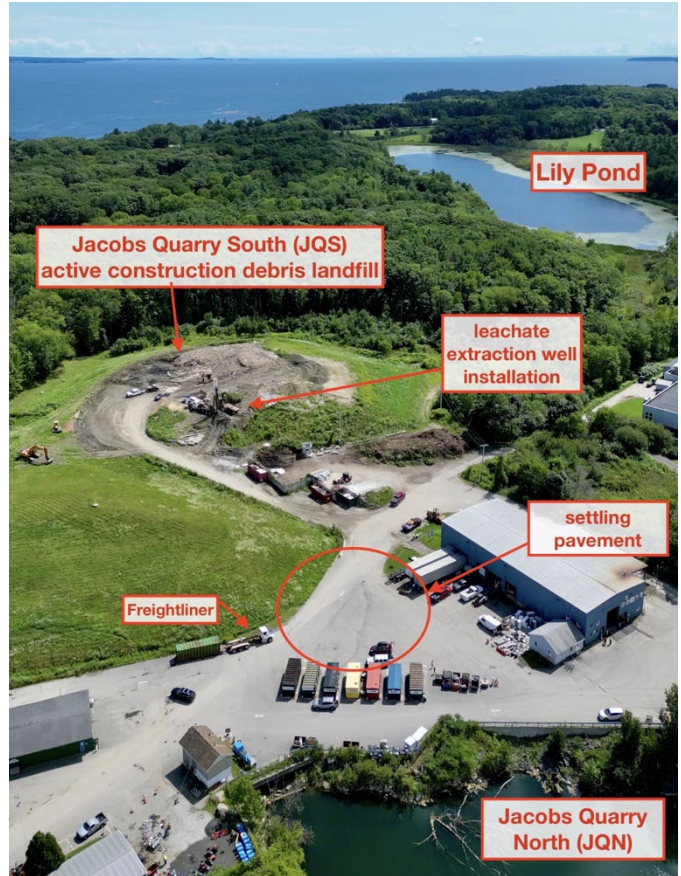 Lily Pond
Jacobs Quarry South (JQS)
active construction debris landfill
leachate
extraction well
installation
settling
pavement
Freightliner
Jacobs Quarry
North (JQN)